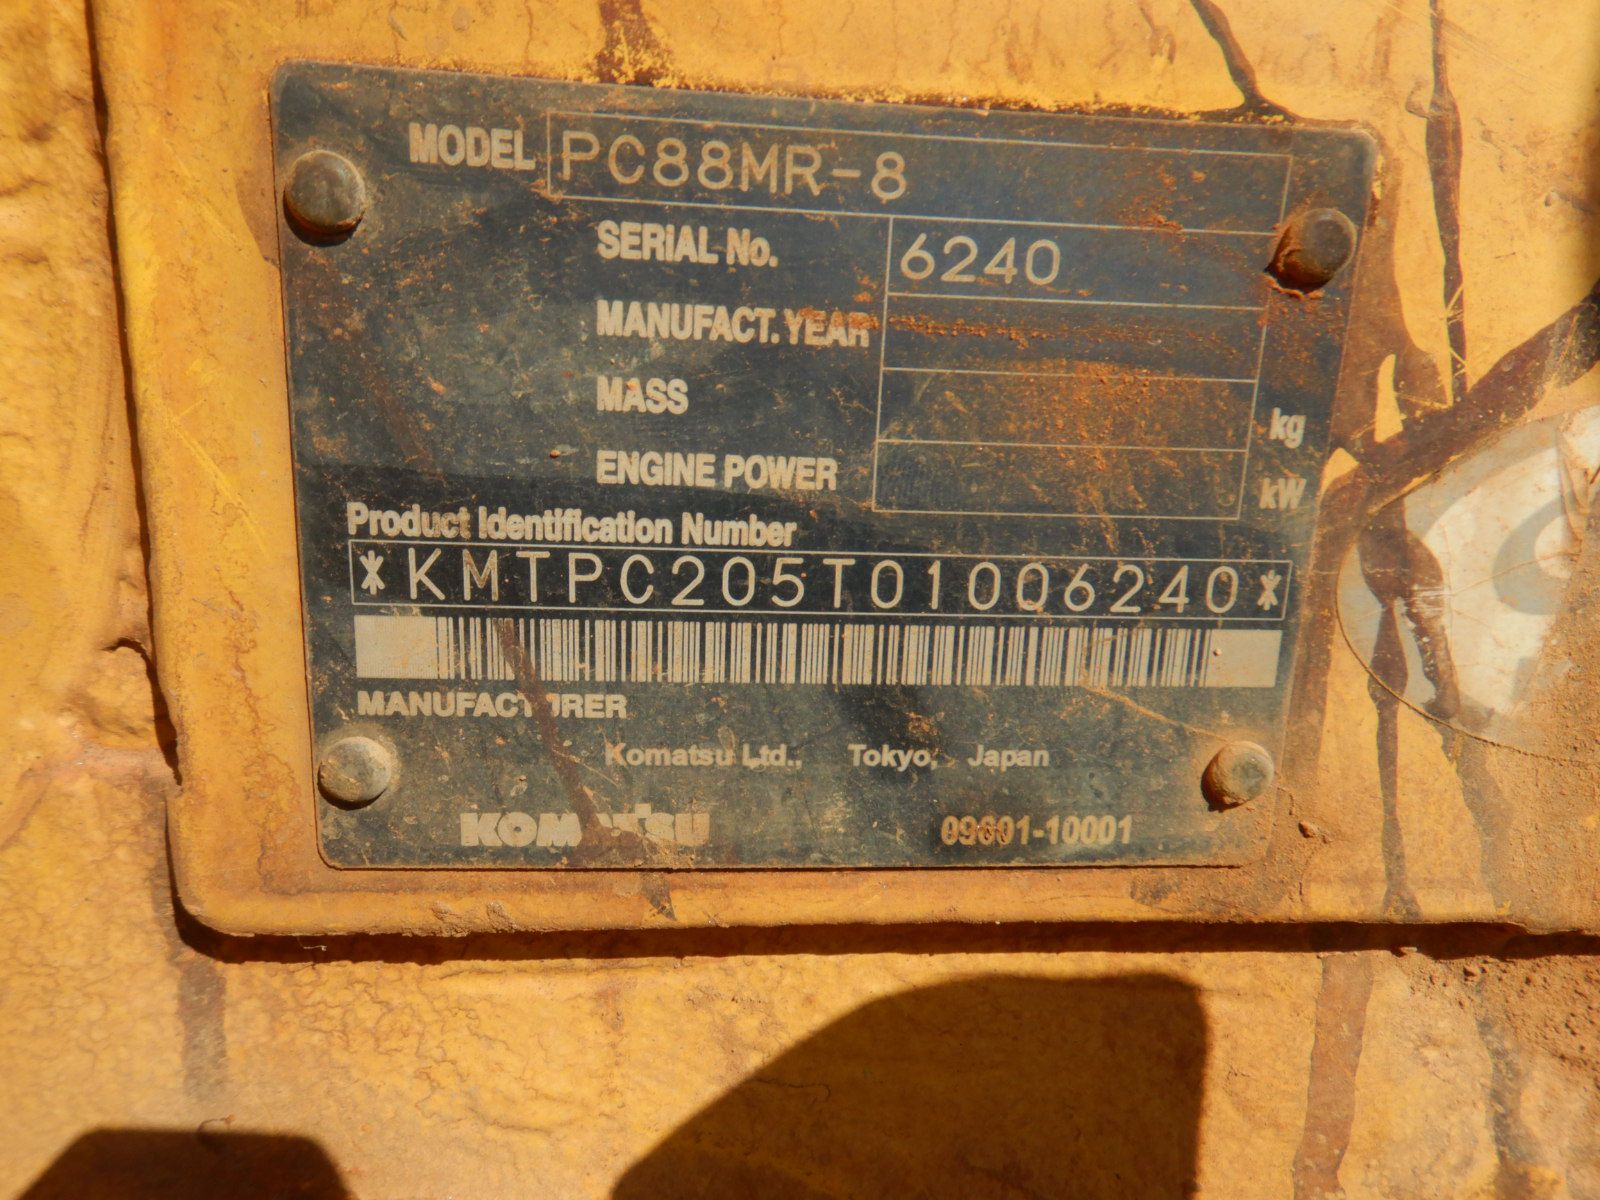 MODEL PC88MR-8
SERIAL No. 6240
MANUFACT. YEAR
MASS kg
ENGINE POWER kW
Product Identification Number
*KMTPC205T01006240*
MANUFACTURER
Komatsu Ltd., Tokyo, Japan
KOMATSU 09601-10001